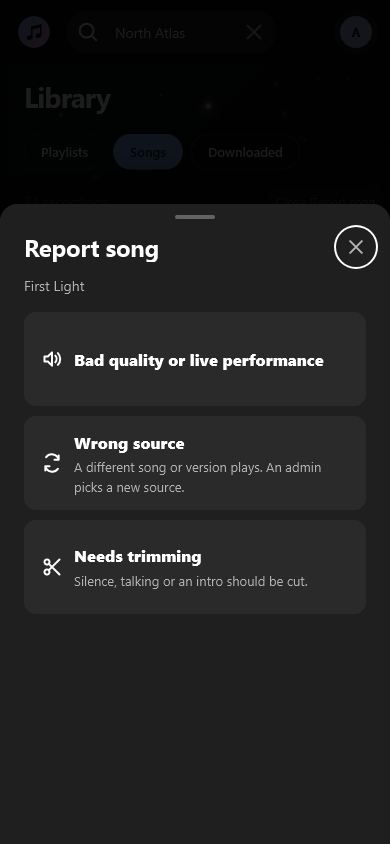 North Atlas
A
Library
Playlists
Songs
Downloaded
Report song
First Light
Bad quality or live performance
Wrong source
A different song or version plays. An admin
picks a new source.
Needs trimming
Silence, talking or an intro should be cut.